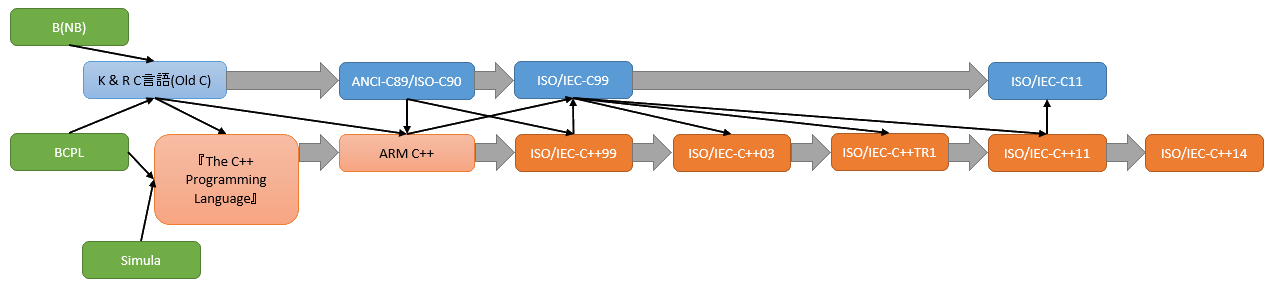 B(NB)
K & R C言語(Old C)
ANCI-C89/ISO-C90
ISO/IEC-C99
ISO/IEC-C11
BCPL
『The C++
Programming
Language』
ARM C++
ISO/IEC-C++99
ISO/IEC-C++03
ISO/IEC-C++TR1
ISO/IEC-C++11
ISO/IEC-C++14
Simula